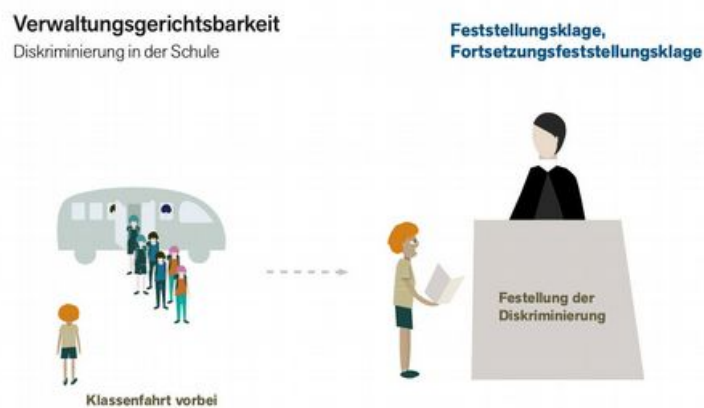 Verwaltungsgerichtsbarkeit
Diskriminierung in der Schule
Feststellungsklage,
Fortsetzungsfeststellungsklage
Festellung der
Diskriminierung
Klassenfahrt vorbei